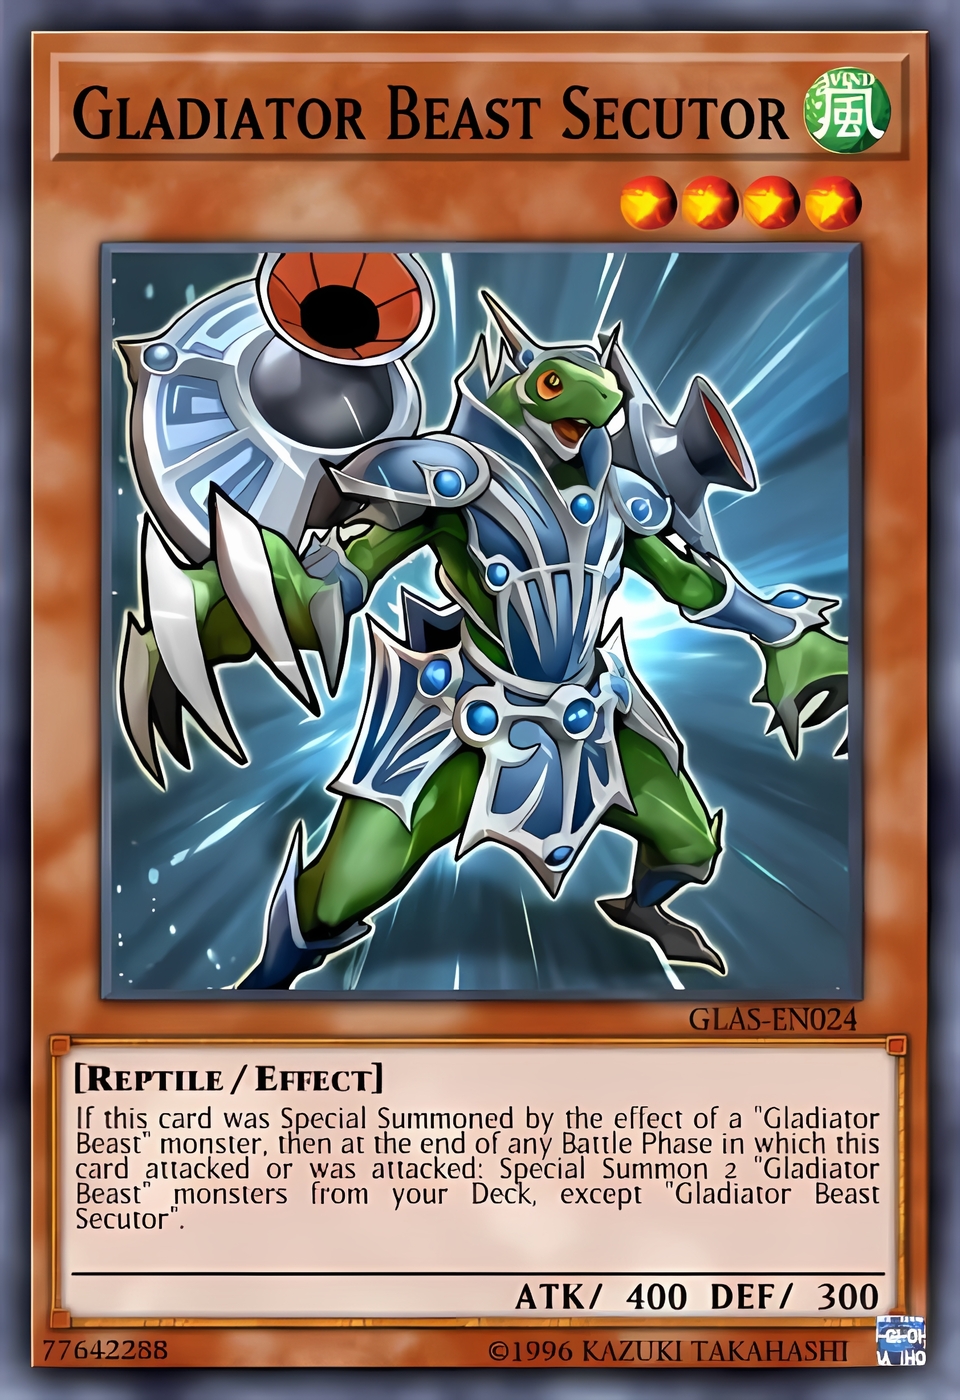 GLADIATOR BEAST SECUTOR
WIND
風
GLAS-EN024
[REPTILE / EFFECT]
If this card was Special Summoned by the effect of a "Gladiator
Beast" monster, then at the end of any Battle Phase in which this
card attacked or was attacked: Special Summon 2 "Gladiator
Beast" monsters from your Deck, except "Gladiator Beast
Secutor".
ATK/ 400 DEF/ 300
77642288
©1996 KAZUKI TAKAHASHI